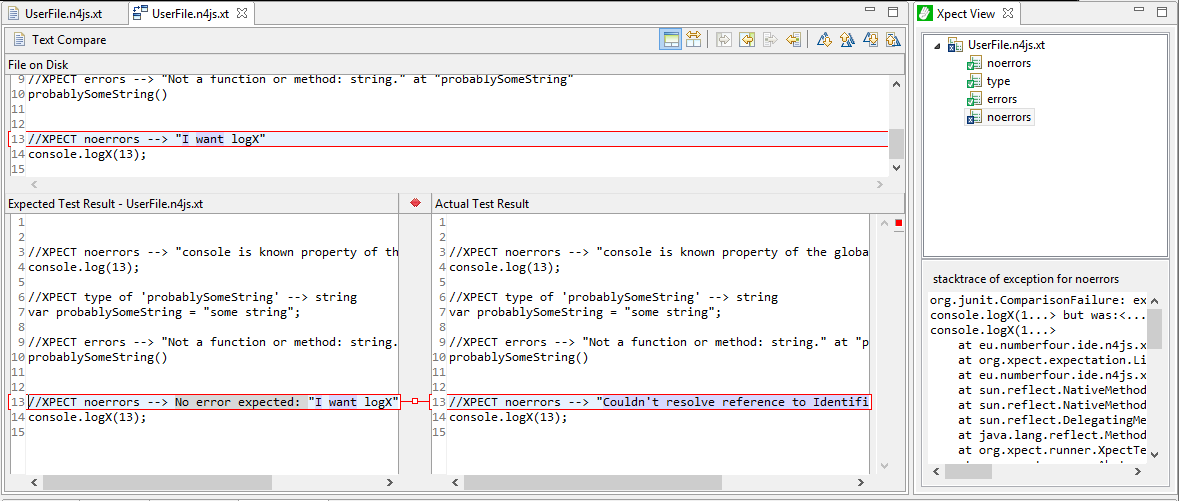 UserFile.n4js.xt
UserFile.n4js.xt
Text Compare
File on Disk
9 //XPECT errors --> "Not a function or method: string." at "probablySomeString"
10 probablySomeString()
11
12
13 //XPECT noerrors --> "I want logX"
14 console.logX(13);
15
Expected Test Result - UserFile.n4js.xt
1
2
3 //XPECT noerrors --> "console is known property of th
4 console.log(13);
5
6 //XPECT type of 'probablySomeString' --> string
7 var probablySomeString = "some string";
8
9 //XPECT errors --> "Not a function or method: string.
10 probablySomeString()
11
12
13 //XPECT noerrors --> No error expected: "I want logX"
14 console.logX(13);
15
Actual Test Result
1
2
3 //XPECT noerrors --> "console is known property of the globa
4 console.log(13);
5
6 //XPECT type of 'probablySomeString' --> string
7 var probablySomeString = "some string";
8
9 //XPECT errors --> "Not a function or method: string." at "p
10 probablySomeString()
11
12
13 //XPECT noerrors --> "Couldn't resolve reference to Identifi
14 console.logX(13);
15
Xpect View
UserFile.n4js.xt
noerrors
type
errors
noerrors
stacktrace of exception for noerrors
org.junit.ComparisonFailure: ex
console.logX(1...> but was:<...
console.logX(1...>
at eu.numberfour.ide.n4js.x
at org.xpect.expectation.Li
at eu.numberfour.ide.n4js.x
at sun.reflect.NativeMethod
at sun.reflect.NativeMethod
at sun.reflect.DelegatingMe
at java.lang.reflect.Method
at org.xpect.runner.XpectTe